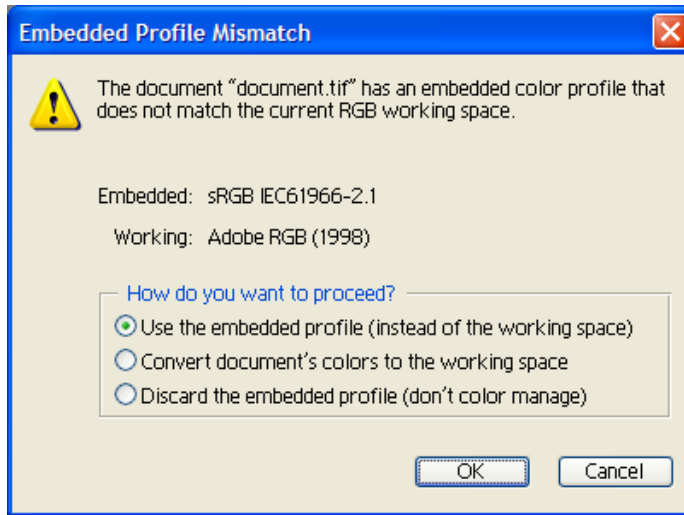 Embedded Profile Mismatch
The document “document.tif” has an embedded color profile that
does not match the current RGB working space.
Embedded: sRGB IEC61966-2.1
Working: Adobe RGB (1998)
How do you want to proceed?
Use the embedded profile (instead of the working space)
Convert document's colors to the working space
Discard the embedded profile (don't color manage)
OK Cancel